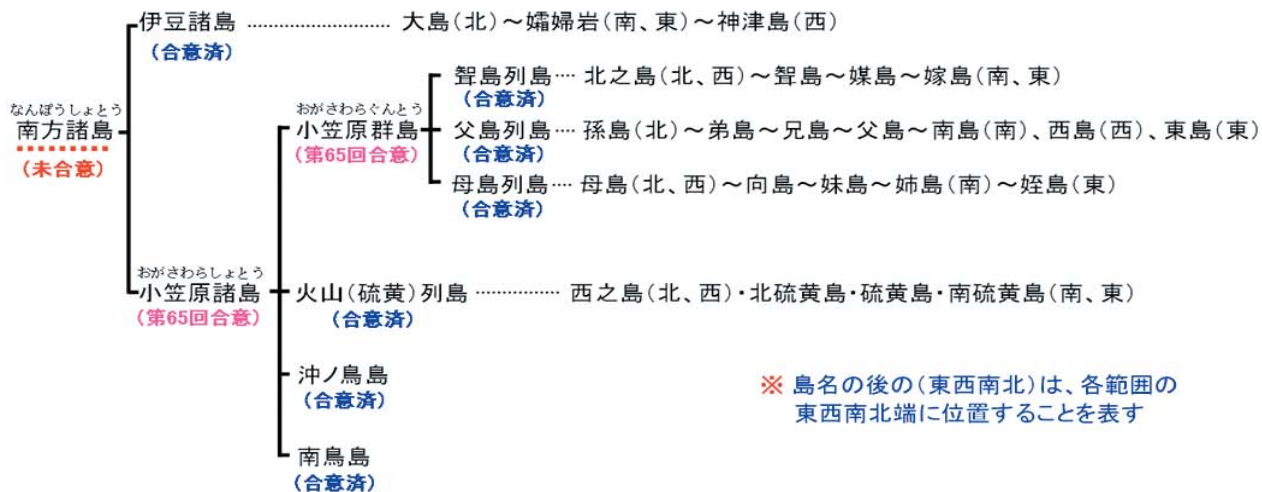 伊豆諸島 ………………… 大島(北)～孀婦岩(南、東)～神津島(西)
(合意済)
聟島列島 … 北之島(北、西)～聟島～媒島～嫁島(南、東)
(合意済)
なんぽうしょとう
南方諸島
(未合意)
おがさわらぐんとう
小笠原群島
(第65回合意)
父島列島 … 孫島(北)～弟島～兄島～父島～南島(南)、西島(西)、東島(東)
(合意済)
母島列島 … 母島(北、西)～向島～妹島～姉島(南)～姪島(東)
(合意済)
おがさわらしょとう
小笠原諸島
(第65回合意)
火山(硫黄)列島 ………… 西之島(北、西)・北硫黄島・硫黄島・南硫黄島(南、東)
(合意済)
沖ノ鳥島
(合意済)
南鳥島
(合意済)
※ 島名の後の(東西南北)は、各範囲の
東西南北端に位置することを表す